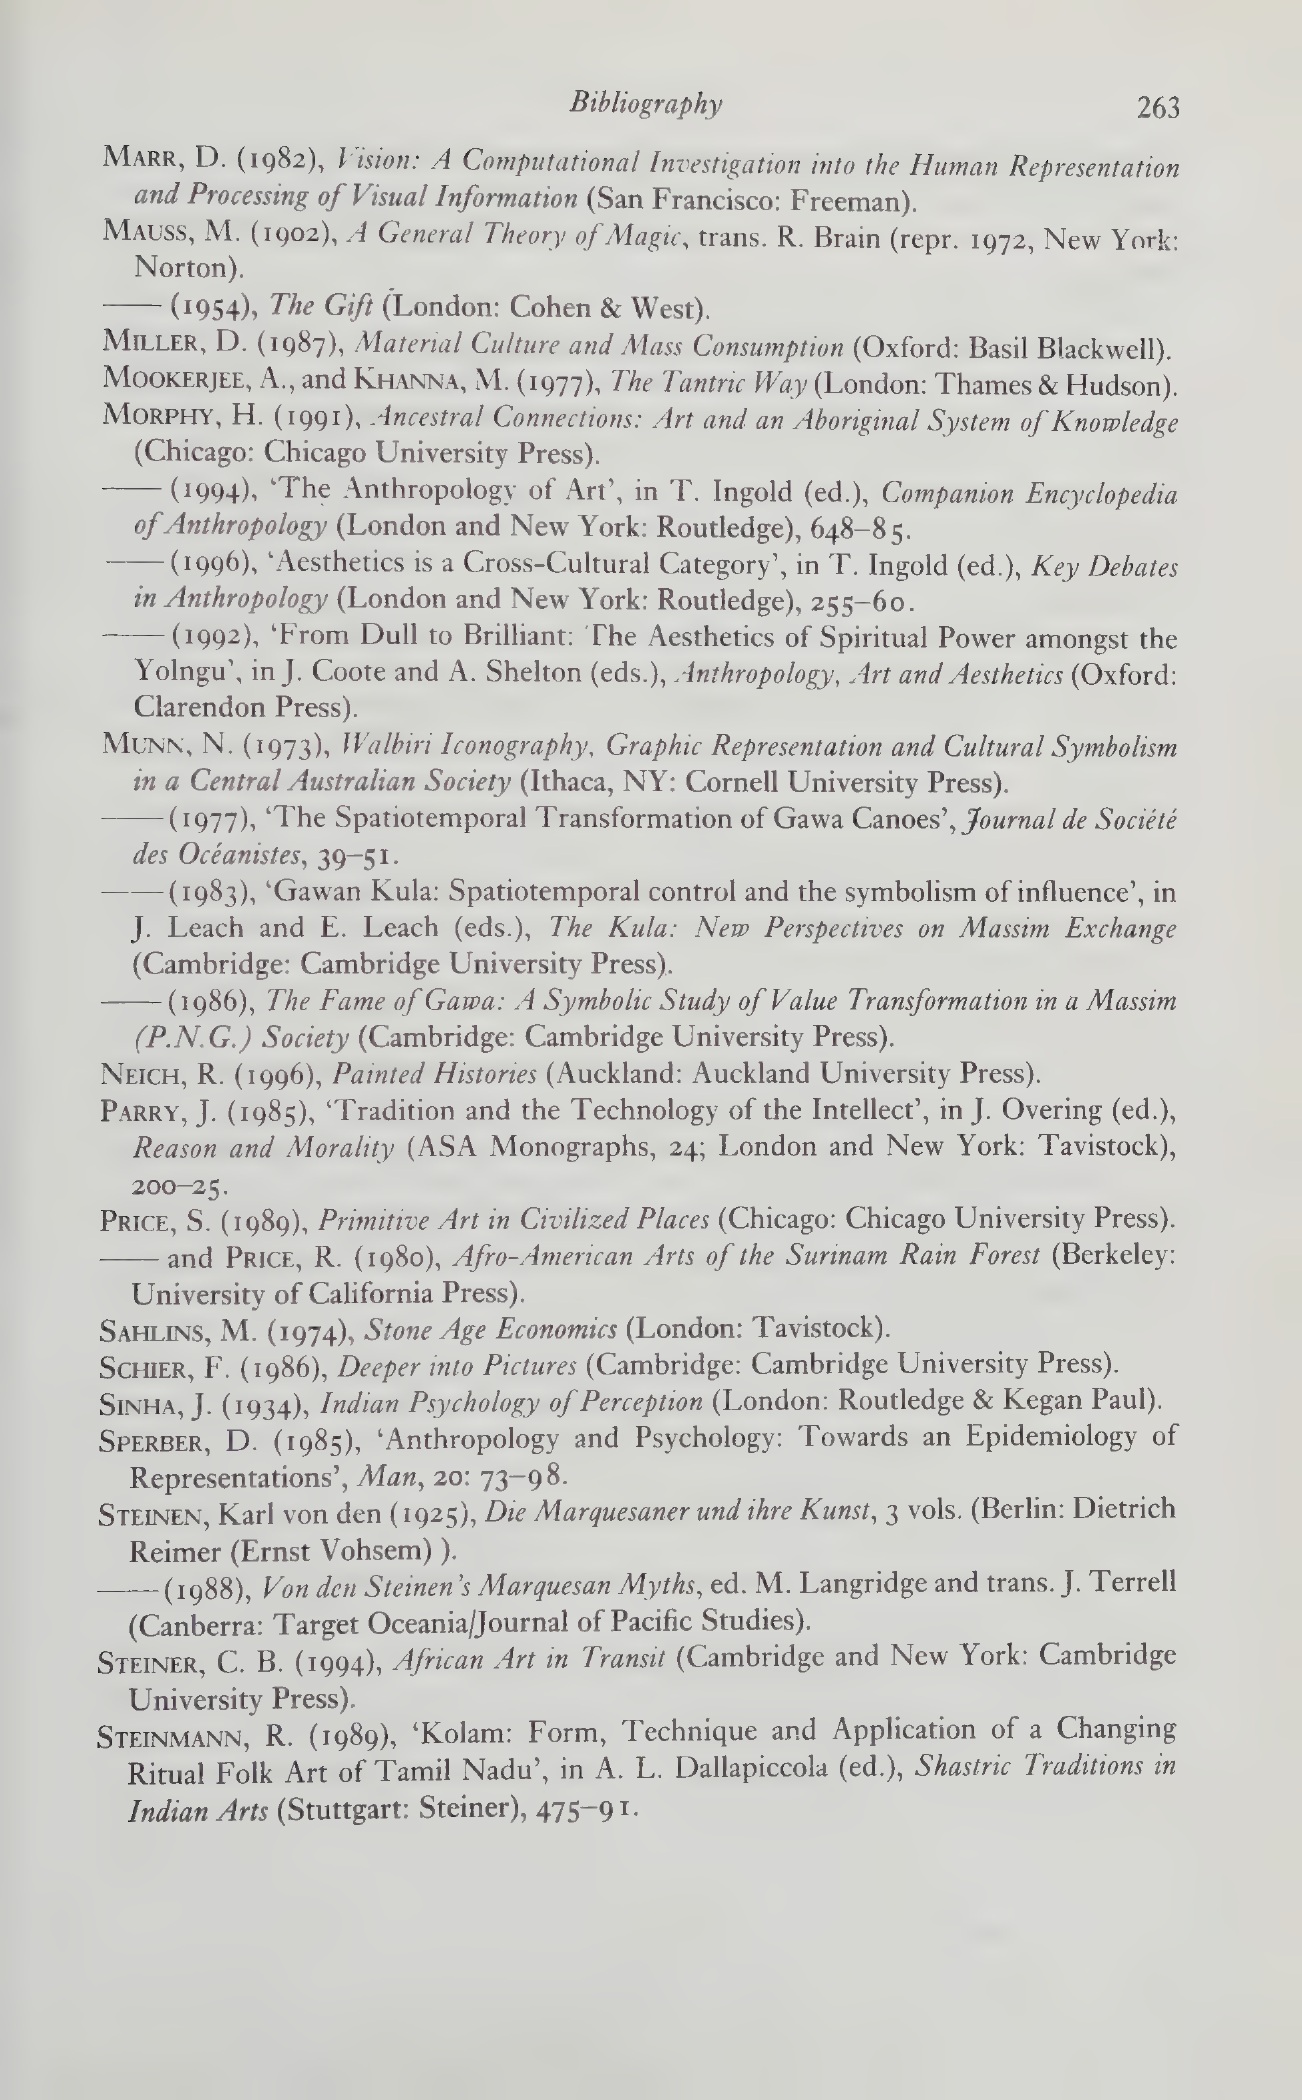 Bibliography 263
MARR, D. (1982), Vision: A Computational Investigation into the Human Representation
and Processing of Visual Information (San Francisco: Freeman).
MAUSS, M. (1902), A General Theory of Magic, trans. R. Brain (repr. 1972, New York:
Norton).
—— (1954), The Gift (London: Cohen & West).
MILLER, D. (1987), Material Culture and Mass Consumption (Oxford: Basil Blackwell).
MOOKERJEE, A., and KHANNA, M. (1977), The Tantric Way (London: Thames & Hudson).
MORPHY, H. (1991), Ancestral Connections: Art and an Aboriginal System of Knowledge
(Chicago: Chicago University Press).
—— (1994), ‘The Anthropology of Art’, in T. Ingold (ed.), Companion Encyclopedia
of Anthropology (London and New York: Routledge), 648–85.
—— (1996), ‘Aesthetics is a Cross-Cultural Category’, in T. Ingold (ed.), Key Debates
in Anthropology (London and New York: Routledge), 255–60.
—— (1992), ‘From Dull to Brilliant: The Aesthetics of Spiritual Power amongst the
Yolngu’, in J. Coote and A. Shelton (eds.), Anthropology, Art and Aesthetics (Oxford:
Clarendon Press).
MUNN, N. (1973), Walbiri Iconography, Graphic Representation and Cultural Symbolism
in a Central Australian Society (Ithaca, NY: Cornell University Press).
—— (1977), ‘The Spatiotemporal Transformation of Gawa Canoes’, Journal de Société
des Océanistes, 39–51.
—— (1983), ‘Gawan Kula: Spatiotemporal control and the symbolism of influence’, in
J. Leach and E. Leach (eds.), The Kula: New Perspectives on Massim Exchange
(Cambridge: Cambridge University Press).
—— (1986), The Fame of Gawa: A Symbolic Study of Value Transformation in a Massim
(P.N.G.) Society (Cambridge: Cambridge University Press).
NEICH, R. (1996), Painted Histories (Auckland: Auckland University Press).
PARRY, J. (1985), ‘Tradition and the Technology of the Intellect’, in J. Overing (ed.),
Reason and Morality (ASA Monographs, 24; London and New York: Tavistock),
200–25.
PRICE, S. (1989), Primitive Art in Civilized Places (Chicago: Chicago University Press).
—— and PRICE, R. (1980), Afro-American Arts of the Surinam Rain Forest (Berkeley:
University of California Press).
SAHLINS, M. (1974), Stone Age Economics (London: Tavistock).
SCHIER, F. (1986), Deeper into Pictures (Cambridge: Cambridge University Press).
SINHA, J. (1934), Indian Psychology of Perception (London: Routledge & Kegan Paul).
SPERBER, D. (1985), ‘Anthropology and Psychology: Towards an Epidemiology of
Representations’, Man, 20: 73–98.
STEINEN, Karl von den (1925), Die Marquesaner und ihre Kunst, 3 vols. (Berlin: Dietrich
Reimer (Ernst Vohsem) ).
—— (1988), Von den Steinen’s Marquesan Myths, ed. M. Langridge and trans. J. Terrell
(Canberra: Target Oceania/Journal of Pacific Studies).
STEINER, C. B. (1994), African Art in Transit (Cambridge and New York: Cambridge
University Press).
STEINMANN, R. (1989), ‘Kolam: Form, Technique and Application of a Changing
Ritual Folk Art of Tamil Nadu’, in A. L. Dallapiccola (ed.), Shastric Traditions in
Indian Arts (Stuttgart: Steiner), 475–91.